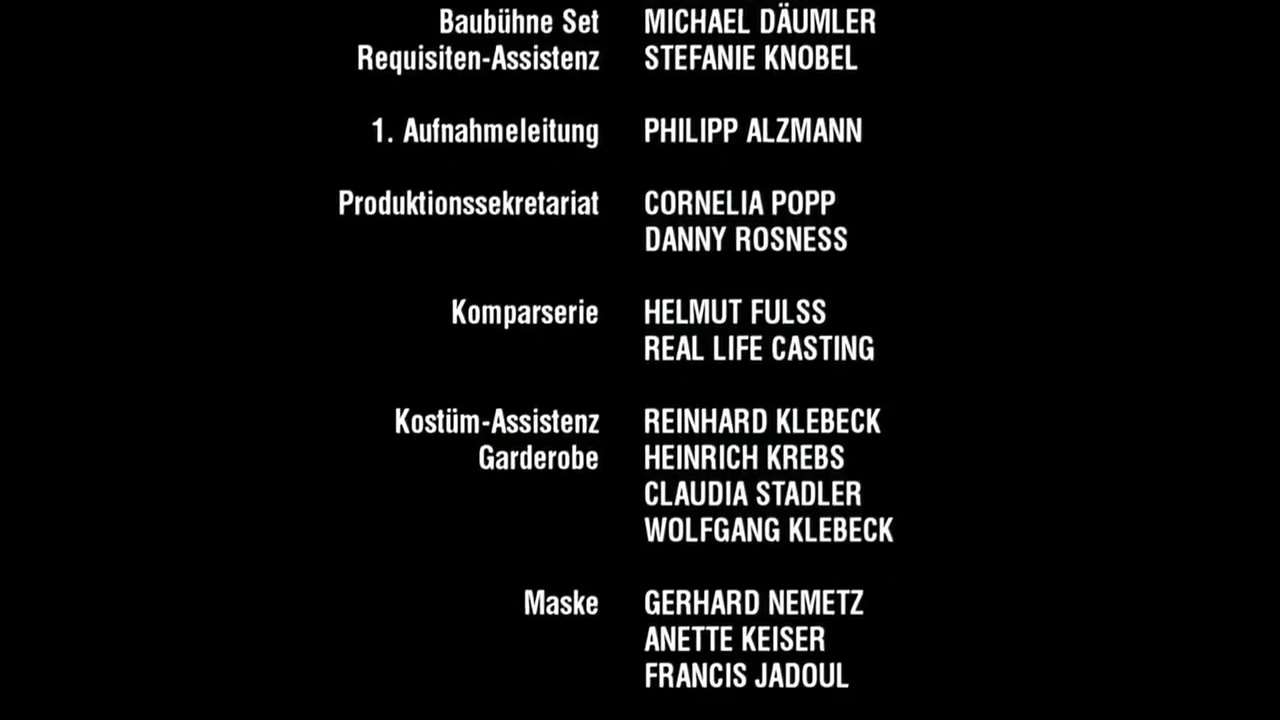 Baubühne Set MICHAEL DÄUMLER
Requisiten-Assistenz STEFANIE KNOBEL
1. Aufnahmeleitung PHILIPP ALZMANN
Produktionssekretariat CORNELIA POPP
DANNY ROSNESS
Komparserie HELMUT FULSS
REAL LIFE CASTING
Kostüm-Assistenz REINHARD KLEBECK
Garderobe HEINRICH KREBS
CLAUDIA STADLER
WOLFGANG KLEBECK
Maske GERHARD NEMETZ
ANETTE KEISER
FRANCIS JADOUL